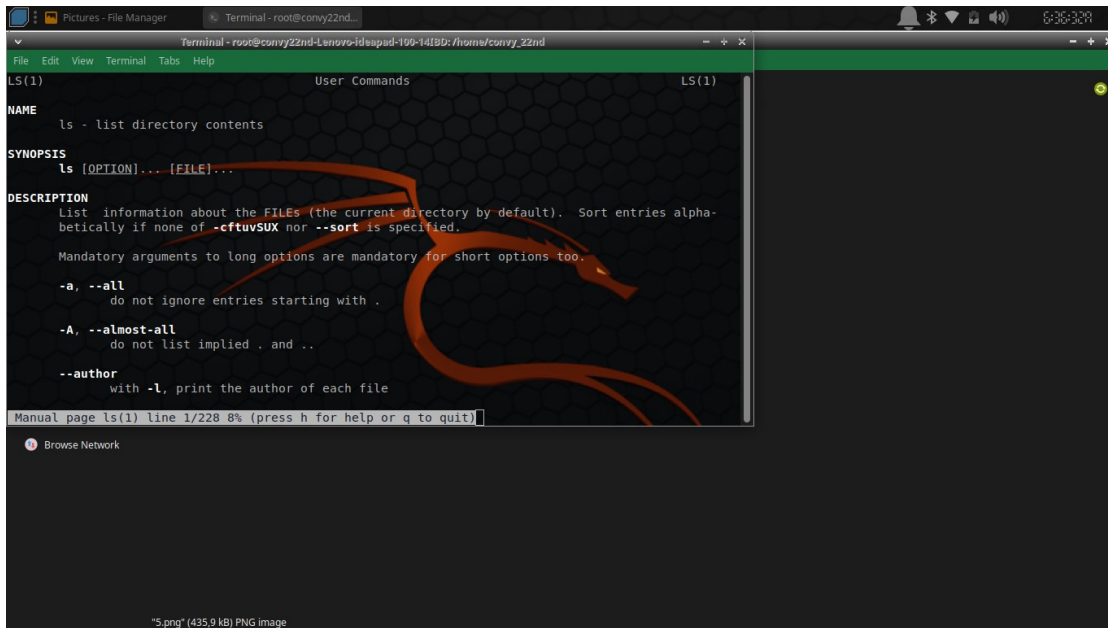 Pictures - File Manager
Terminal - root@convy22nd...
Terminal - root@convy22nd-Lenovo-ideapad-100-14IBD: /home/convy_22nd
File Edit View Terminal Tabs Help
LS(1) User Commands LS(1)
NAME
ls - list directory contents
SYNOPSIS
ls [OPTION]... [FILE]...
DESCRIPTION
List information about the FILEs (the current directory by default). Sort entries alpha-
betically if none of -cftuvSUX nor --sort is specified.
Mandatory arguments to long options are mandatory for short options too.
-a, --all
do not ignore entries starting with .
-A, --almost-all
do not list implied . and ..
--author
with -l, print the author of each file
Manual page ls(1) line 1/228 8% (press h for help or q to quit)
Browse Network
"5.png" (435,9 kB) PNG image